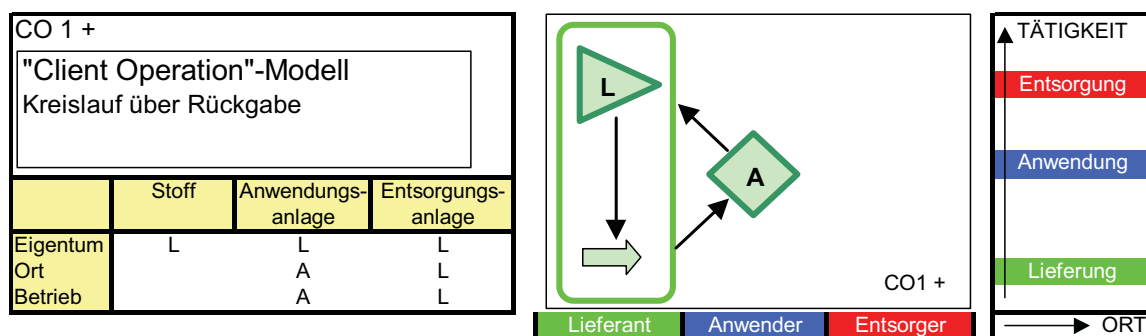 CO 1 +
"Client Operation"-Modell
Kreislauf über Rückgabe
Stoff Anwendungs- Entsorgungs-
anlage anlage
Eigentum L L L
Ort A L
Betrieb A L
L
A
CO1 +
Lieferant Anwender Entsorger
TÄTIGKEIT
Entsorgung
Anwendung
Lieferung
ORT